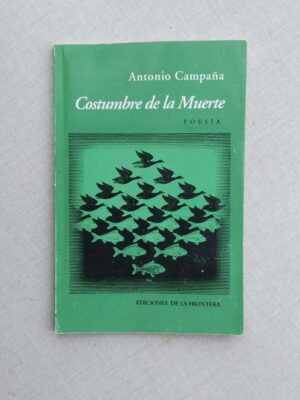 Antonio Campaña
Costumbre de la Muerte
POESÍA
EDICIONES DE LA FRONTERA